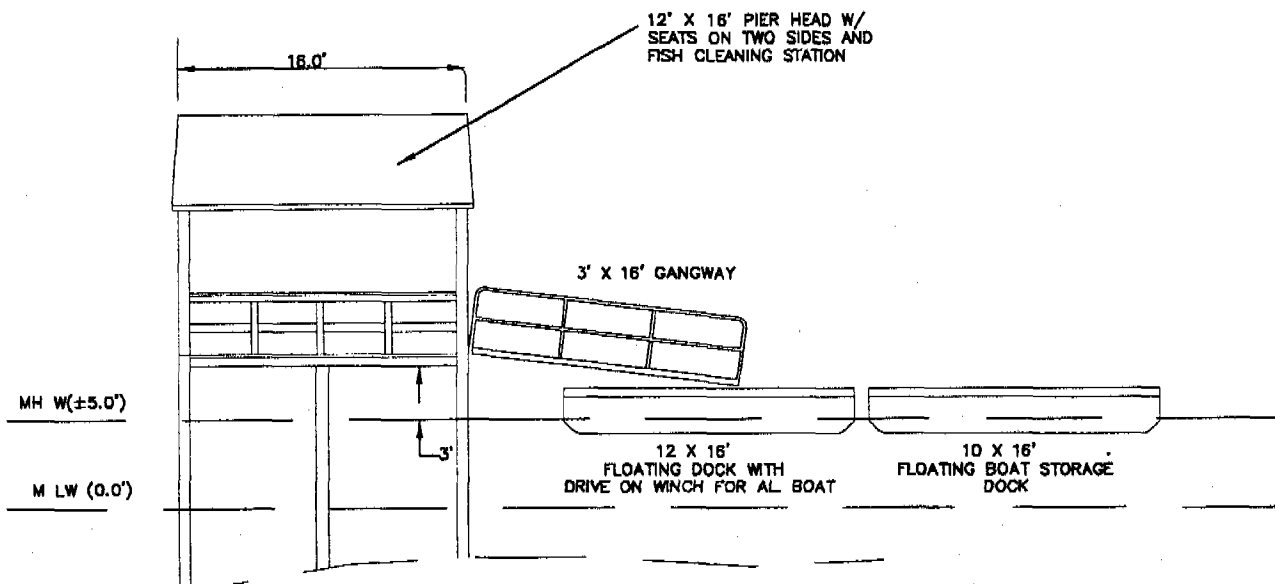 12' X 16' PIER HEAD W/
SEATS ON TWO SIDES AND
FISH CLEANING STATION
16.0'
3' X 16' GANGWAY
MH W(±5.0')
3'
12 X 16'
FLOATING DOCK WITH
DRIVE ON WINCH FOR AL BOAT
10 X 16'
FLOATING BOAT STORAGE
DOCK
M LW (0.0')